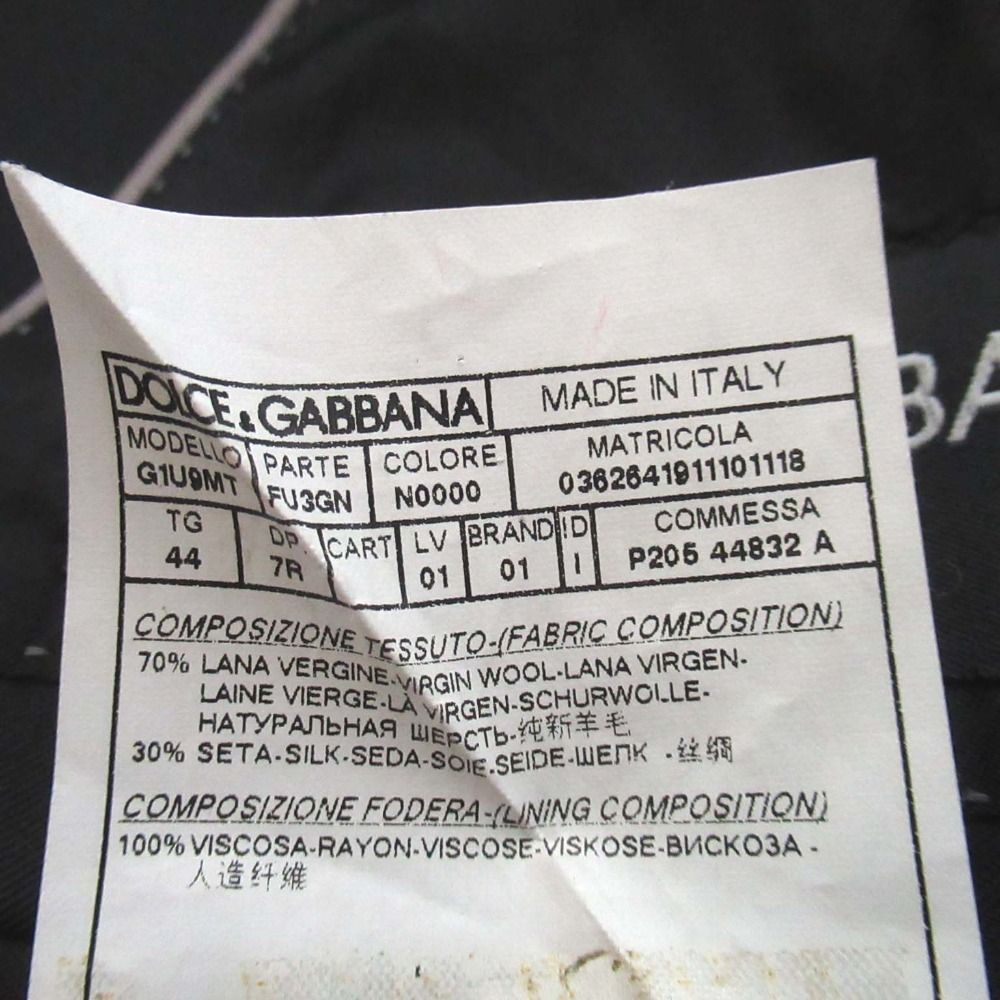 DOLCE & GABBANA MADE IN ITALY
MODELLO PARTE COLORE MATRICOLA
G1U9MT FU3GN N0000 0362641911101118
TG DP. CART LV BRAND ID COMMESSA
44 7R 01 01 I P205 44832 A
COMPOSIZIONE TESSUTO-(FABRIC COMPOSITION)
70% LANA VERGINE-VIRGIN WOOL-LANA VIRGEN-
LAINE VIERGE-LÀ VIRGEN-SCHURWOLLE-
НАТУРАЛЬНАЯ ШЕРСТЬ-纯新羊毛
30% SETA-SILK-SEDA-SOIE.SEIDE-ШЕЛК -丝绸
COMPOSIZIONE FODERA-(LINING COMPOSITION)
100% VISCOSA-RAYON-VISCOSE-VISKOSE-ВИСКОЗА -
人造纤维
BA